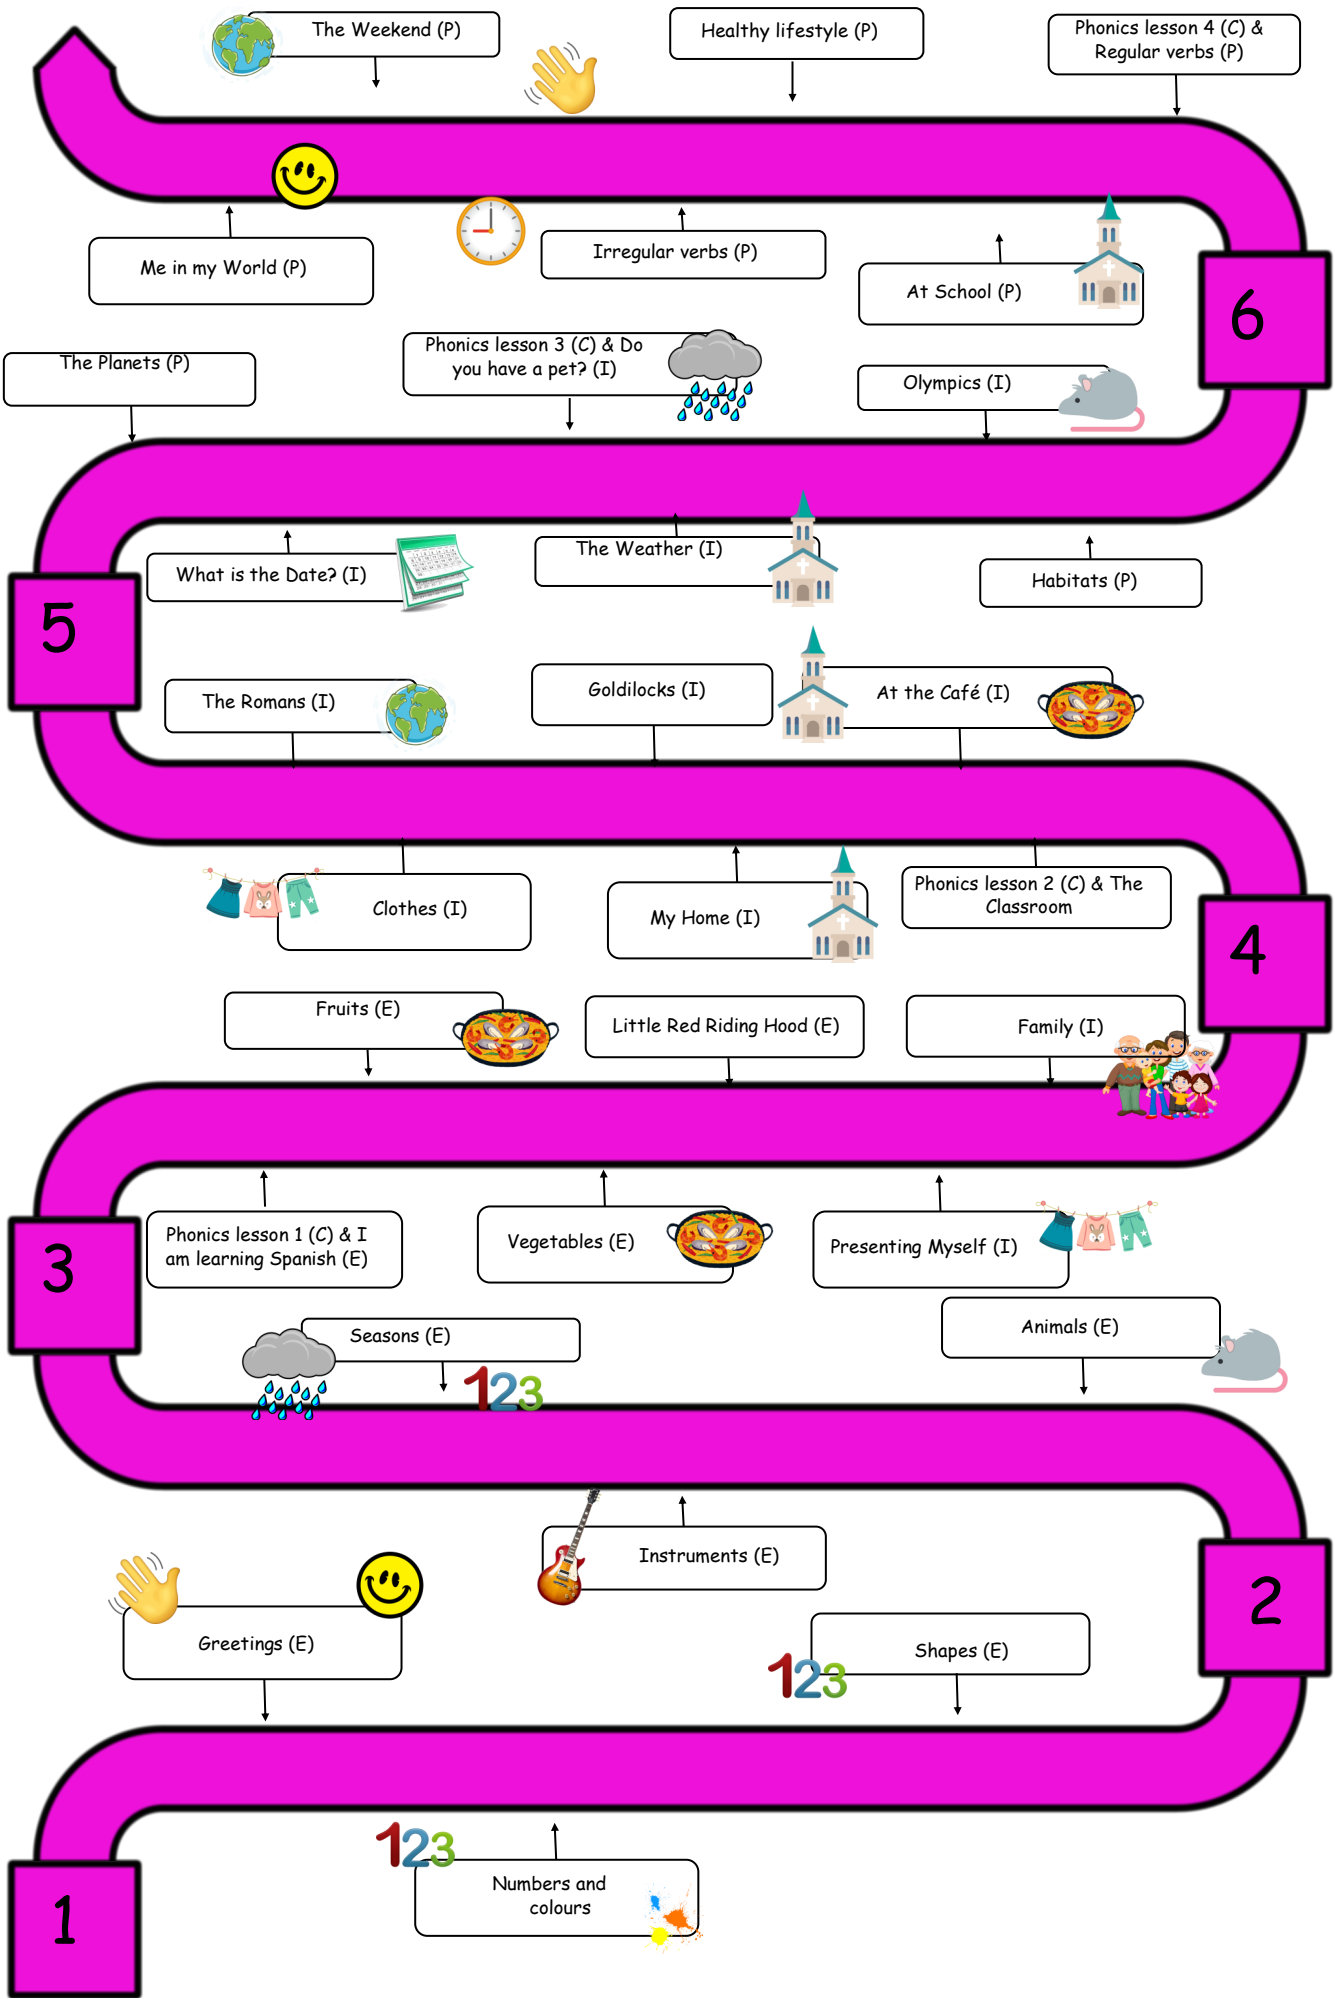 The Weekend (P)
Healthy lifestyle (P)
Phonics lesson 4 (C) &
Regular verbs (P)
Me in my World (P)
Irregular verbs (P)
At School (P)
6
The Planets (P)
Phonics lesson 3 (C) & Do
you have a pet? (I)
Olympics (I)
What is the Date? (I)
The Weather (I)
Habitats (P)
5
The Romans (I)
Goldilocks (I)
At the Café (I)
Clothes (I)
My Home (I)
Phonics lesson 2 (C) & The
Classroom
4
Fruits (E)
Little Red Riding Hood (E)
Family (I)
Phonics lesson 1 (C) & I
am learning Spanish (E)
Vegetables (E)
Presenting Myself (I)
3
Seasons (E)
123
Animals (E)
Instruments (E)
2
Greetings (E)
123
Shapes (E)
123
Numbers and
colours
1